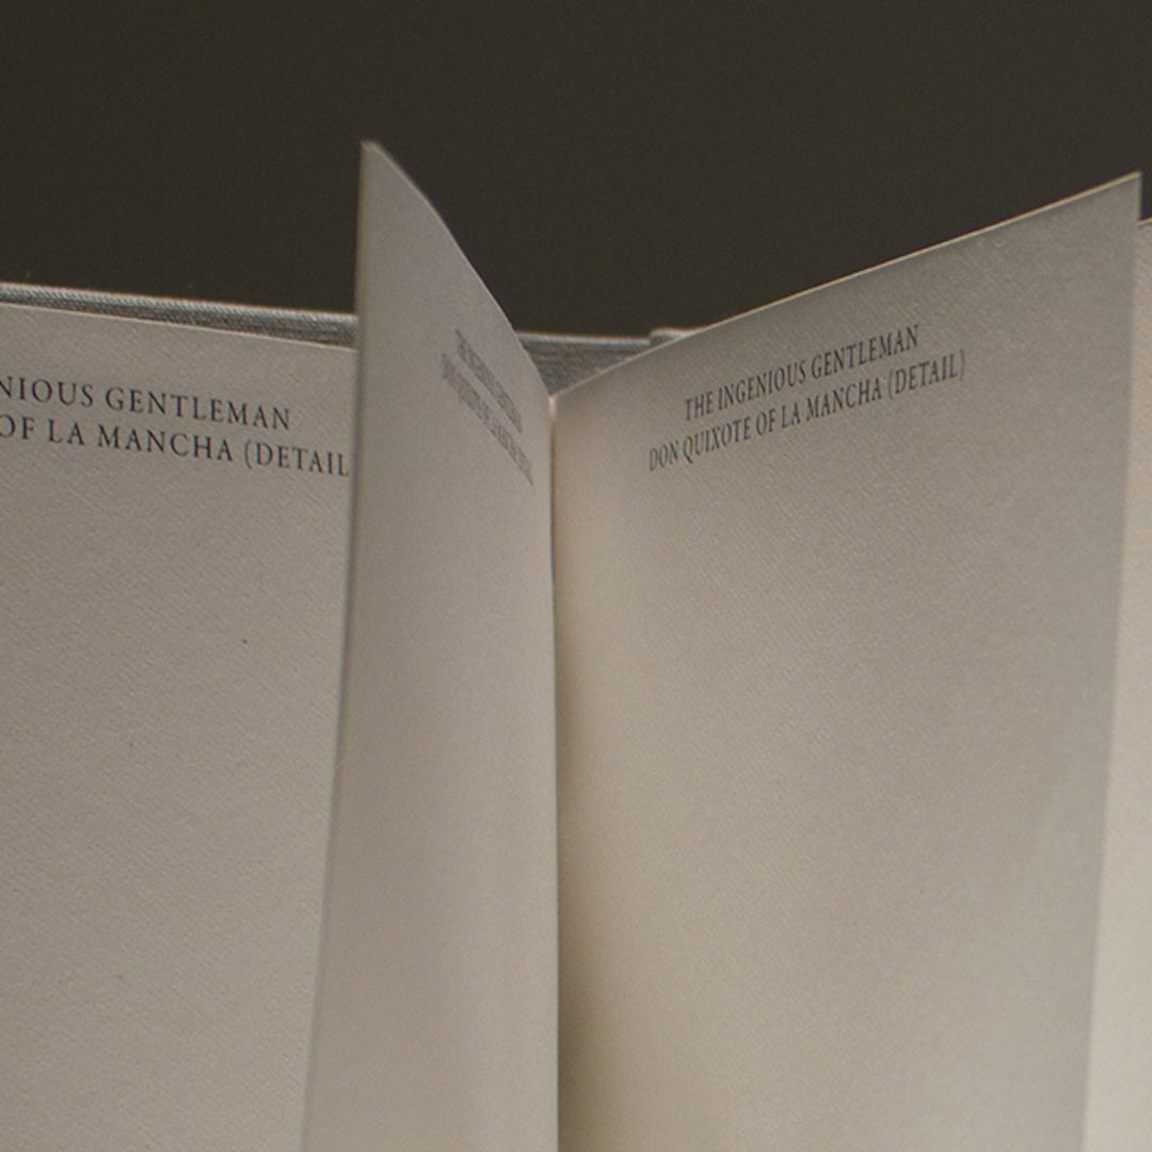 NIOUS GENTLEMAN
OF LA MANCHA (DETAIL
THE INGENIOUS GENTLEMAN
DON QUIXOTE OF LA MANCHA (DETAIL)